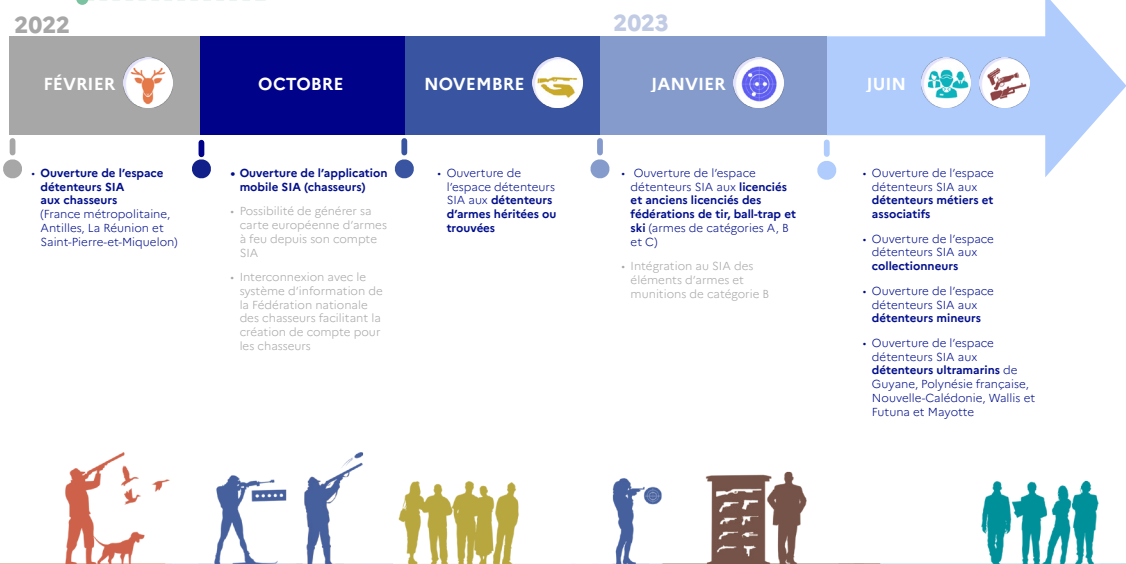 2022
2023
FÉVRIER
OCTOBRE
NOVEMBRE
JANVIER
JUIN
• Ouverture de l'espace
détenteurs SIA
aux chasseurs
(France métropolitaine,
Antilles, La Réunion et
Saint-Pierre-et-Miquelon)
• Ouverture de l'application
mobile SIA (chasseurs)
• Possibilité de générer sa
carte européenne d'armes
à feu depuis son compte
SIA
• Interconnexion avec le
système d'information de
la Fédération nationale
des chasseurs facilitant la
création de compte pour
les chasseurs
• Ouverture de
l'espace détenteurs
SIA aux détenteurs
d'armes héritées ou
trouvées
• Ouverture de l'espace
détenteurs SIA aux licenciés
et anciens licenciés des
fédérations de tir, ball-trap et
ski (armes de catégories A, B
et C)
• Intégration au SIA des
éléments d'armes et
munitions de catégorie B
• Ouverture de l'espace
détenteurs SIA aux
détenteurs métiers et
associatifs
• Ouverture de l'espace
détenteurs SIA aux
collectionneurs
• Ouverture de l'espace
détenteurs SIA aux
détenteurs mineurs
• Ouverture de l'espace
détenteurs SIA aux
détenteurs ultramarins de
Guyane, Polynésie française,
Nouvelle-Calédonie, Wallis et
Futuna et Mayotte